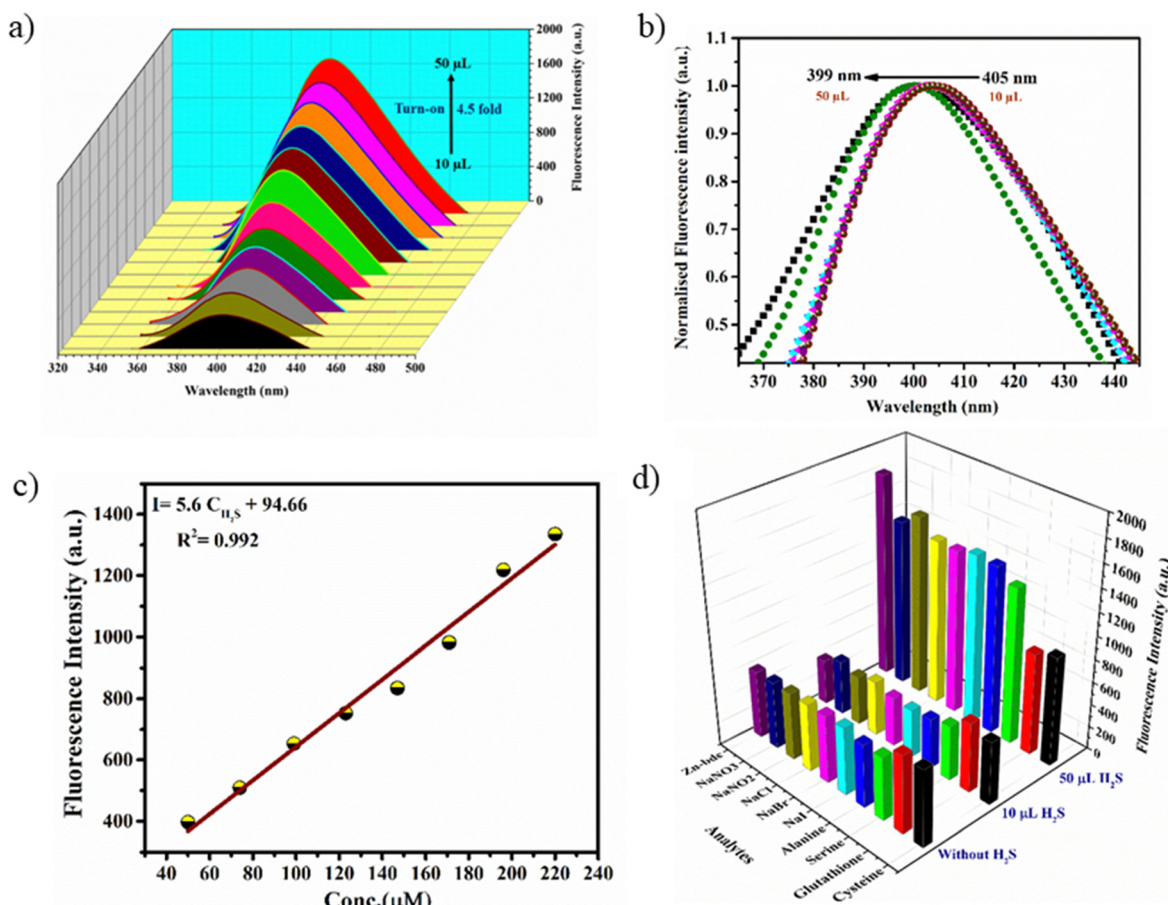 a)
2000
1600
1200
800
400
0
Fluorescence Intensity (a.u.)
50 µL
Turn-on 4.5 fold
10 µL
320 340 360 380 400 420 440 460 480 500
Wavelength (nm)
b)
1.1
1.0
0.9
0.8
0.7
0.6
0.5
Normalised Fluorescence intensity (a.u.)
399 nm 405 nm
50 µL 10 µL
370 380 390 400 410 420 430 440
Wavelength (nm)
c)
I= 5.6 C_H₂S + 94.66
R²= 0.992
1400
1200
1000
800
600
400
Fluorescence Intensity (a.u.)
40 60 80 100 120 140 160 180 200 220 240
Conc.(µM)
d)
2000
1800
1600
1400
1200
1000
800
600
400
200
0
Fluorescence Intensity (a.u.)
Zn-bdc
NaNO3
NaNO2
NaCl
NaBr
NaI
Alanine
Serine
Glutathione
Cysteine
Analytes
50 µL H₂S
10 µL H₂S
Without H₂S